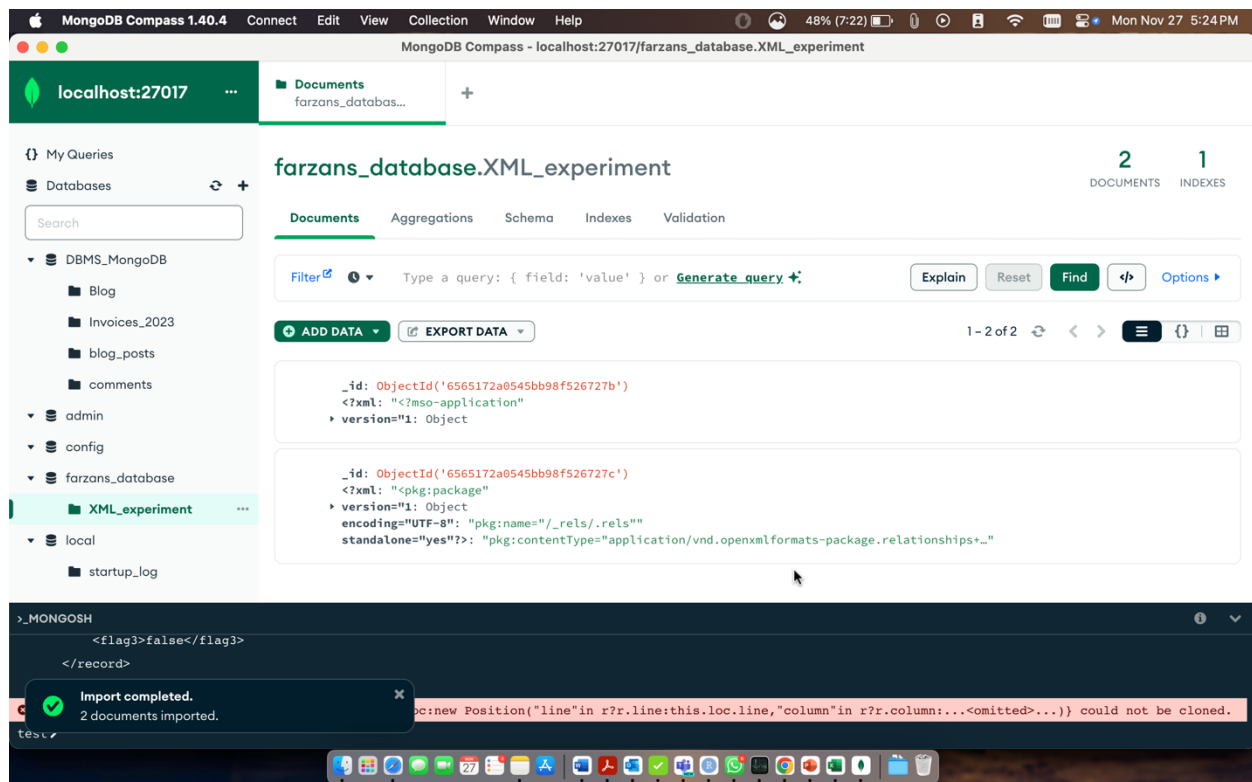 MongoDB Compass 1.40.4 Connect Edit View Collection Window Help 48% (7:22) Mon Nov 27 5:24 PM
MongoDB Compass - localhost:27017/farzans_database.XML_experiment
localhost:27017 ...
Documents
farzans_databas...
+
{} My Queries
Databases
Search
DBMS_MongoDB
Blog
Invoices_2023
blog_posts
comments
admin
config
farzans_database
XML_experiment ...
local
startup_log
farzans_database.XML_experiment
2
DOCUMENTS
1
INDEXES
Documents Aggregations Schema Indexes Validation
Filter Type a query: { field: 'value' } or Generate query Explain Reset Find </> Options
ADD DATA EXPORT DATA 1 – 2 of 2 {}
_id: ObjectId('6565172a0545bb98f526727b')
<?xml: "<?mso-application"
version="1: Object
_id: ObjectId('6565172a0545bb98f526727c')
<?xml: "<pkg:package"
version="1: Object
encoding="UTF-8": "pkg:name="/_rels/.rels""
standalone="yes"?>: "pkg:contentType="application/vnd.openxmlformats-package.relationships+…"
>_MONGOSH
<flag3>false</flag3>
</record>
Import completed.
2 documents imported.
oc:new Position("line"in r?r.line:this.loc.line,"column"in r?r.column:...<omitted>...)} could not be cloned.
test
27